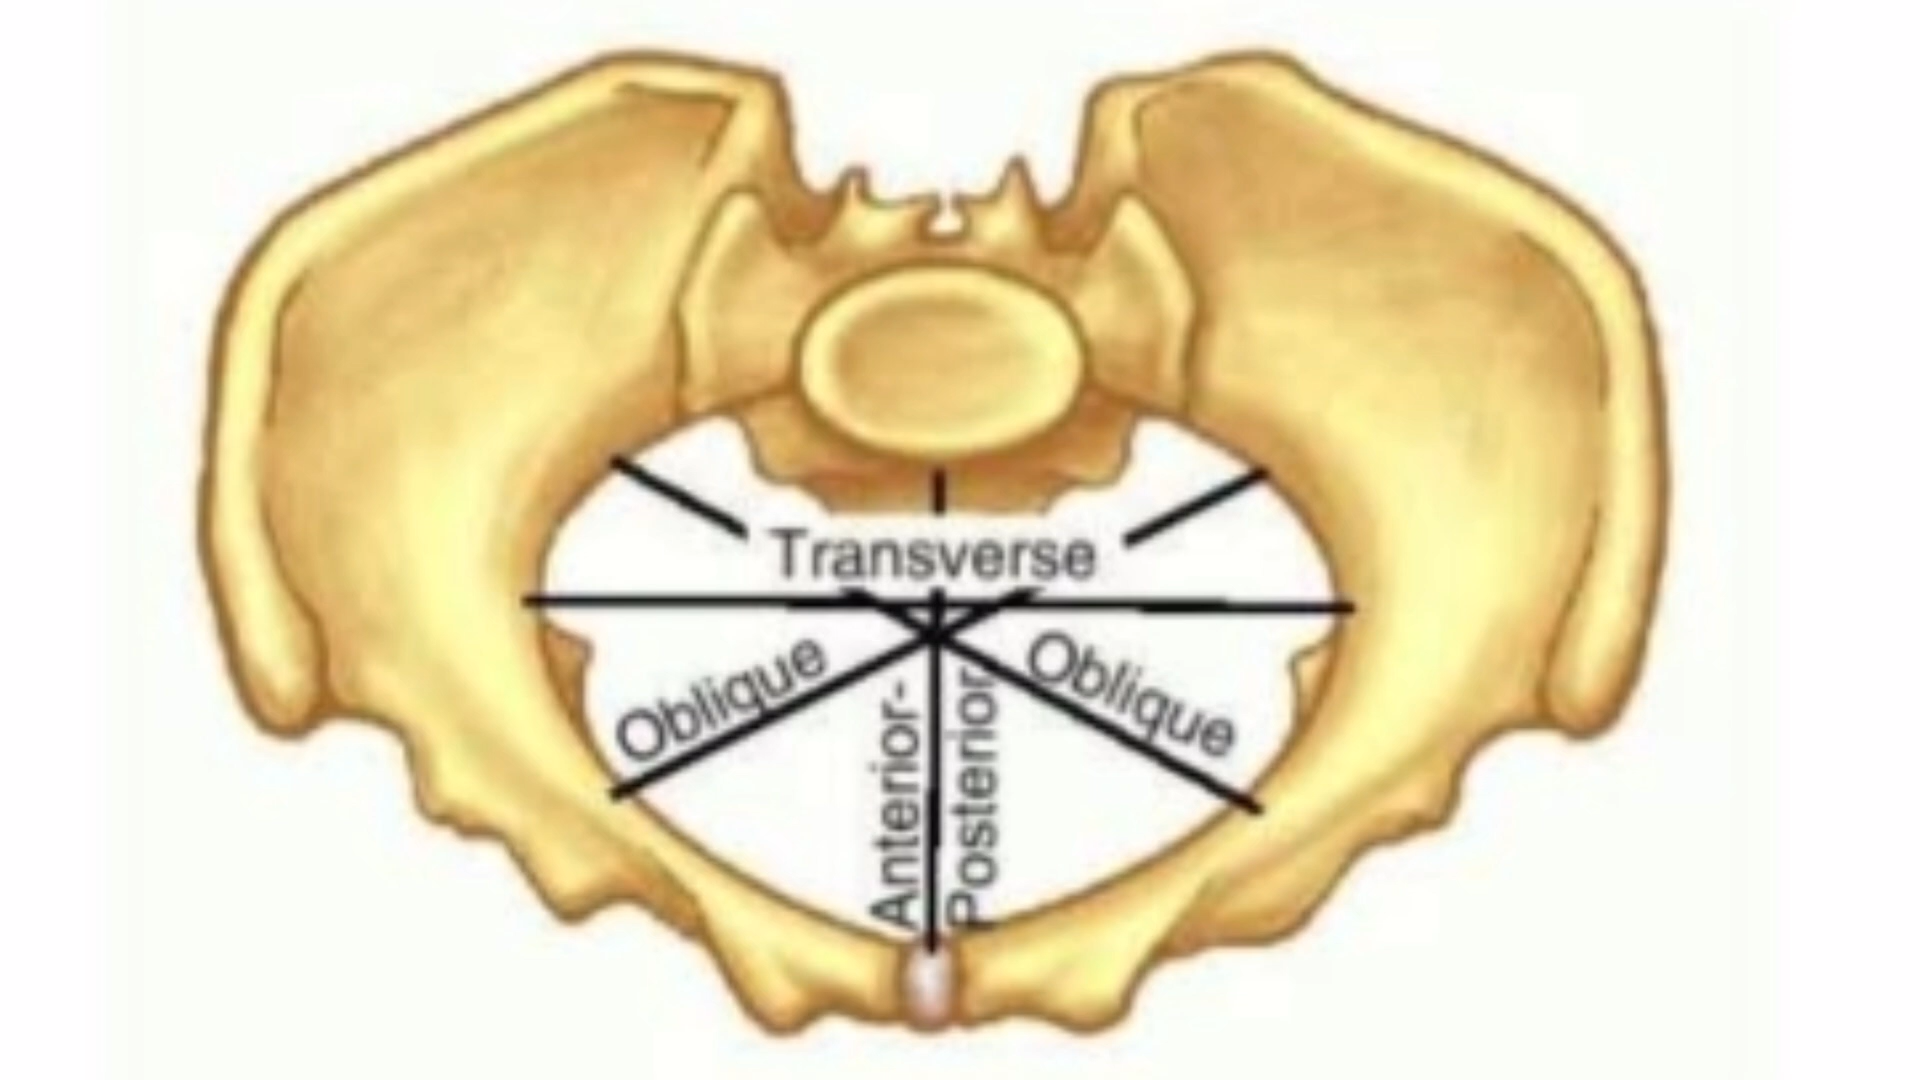 Transverse
Oblique
Oblique
Anterior-
Posterior